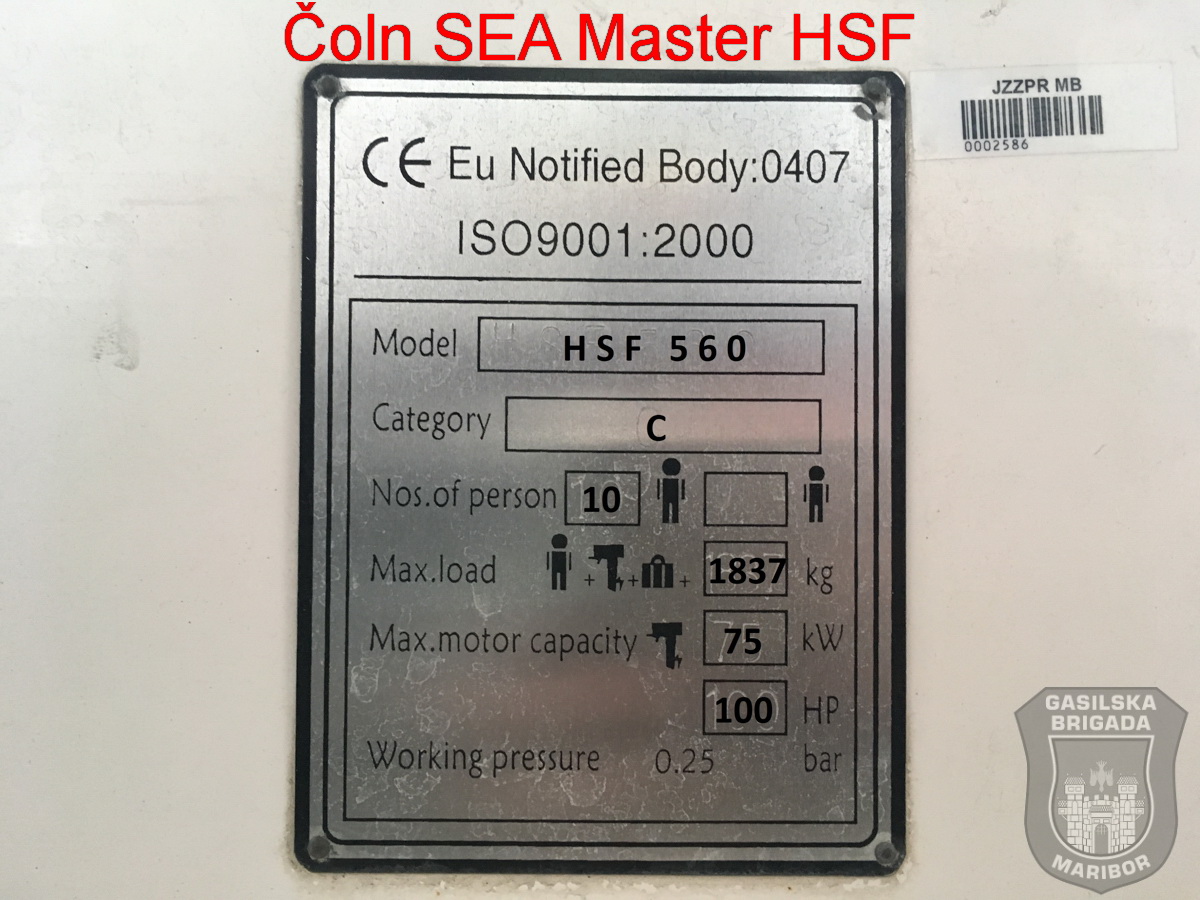 Čoln SEA Master HSF
JZZPR MB
0002586
CE Eu Notified Body:0407
ISO9001:2000
Model HSF 560
Category C
Nos.of person 10
Max.load + + + 1837 kg
Max.motor capacity 75 kW
100 HP
Working pressure 0.25 bar
GASILSKA
BRIGADA
MARIBOR